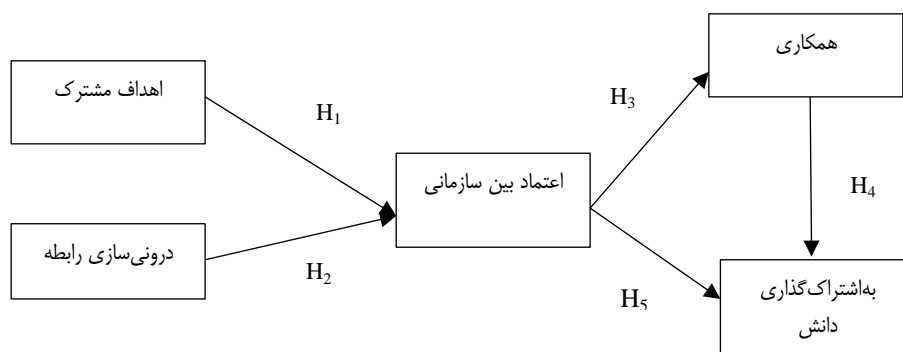 همکاری
اهداف مشترک
H₁
H₃
اعتماد بین سازمانی
H₄
درونی‌سازی رابطه
H₂
به‌اشتراک‌گذاری
دانش
H₅